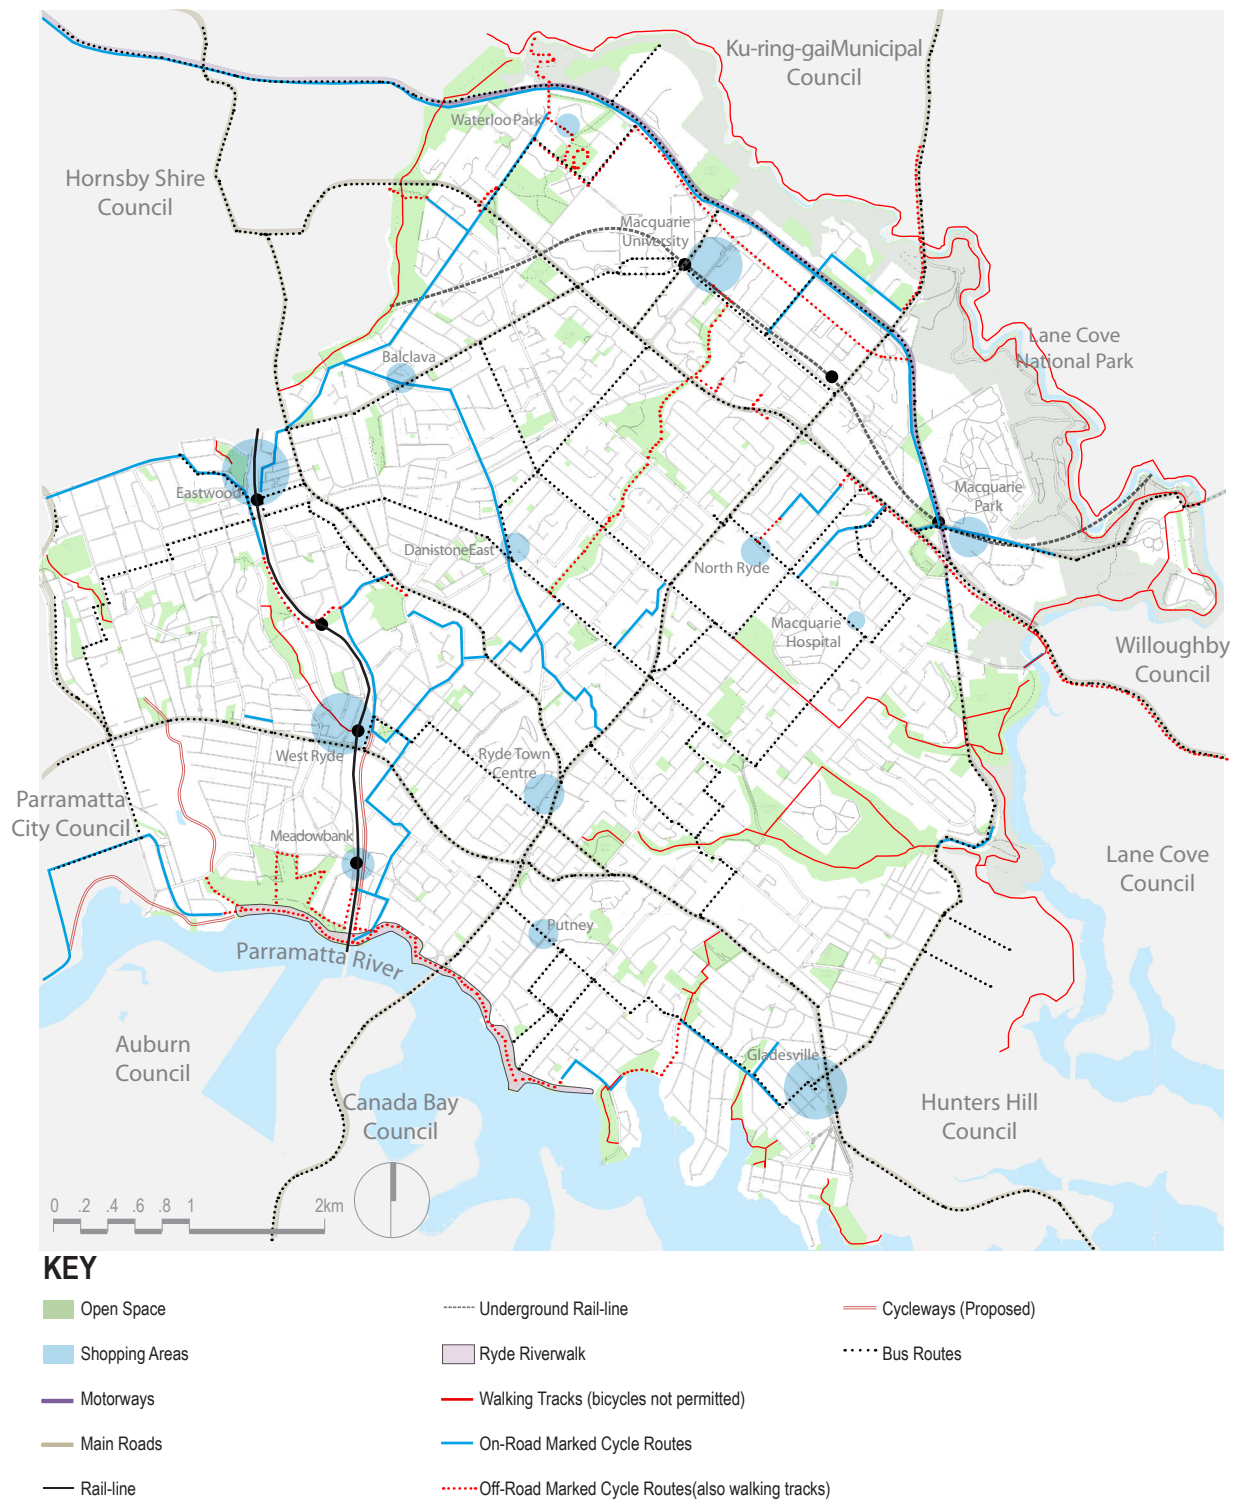 Ku-ring-gaiMunicipal
Council
Waterloo Park
Hornsby Shire
Council
Macquarie
University
Lane Cove
National Park
Balclava
Eastwood
Macquarie
Park
DanistoneEast
North Ryde
Macquarie
Hospital
Willoughby
Council
West Ryde
Ryde Town
Centre
Parramatta
City Council
Meadowbank
Lane Cove
Council
Putney
Parramatta River
Auburn
Council
Gladesville
Canada Bay
Council
Hunters Hill
Council
0 .2 .4 .6 .8 1 2km
KEY
Open Space
Underground Rail-line
Cycleways (Proposed)
Shopping Areas
Ryde Riverwalk
Bus Routes
Motorways
Walking Tracks (bicycles not permitted)
Main Roads
On-Road Marked Cycle Routes
Rail-line
Off-Road Marked Cycle Routes(also walking tracks)